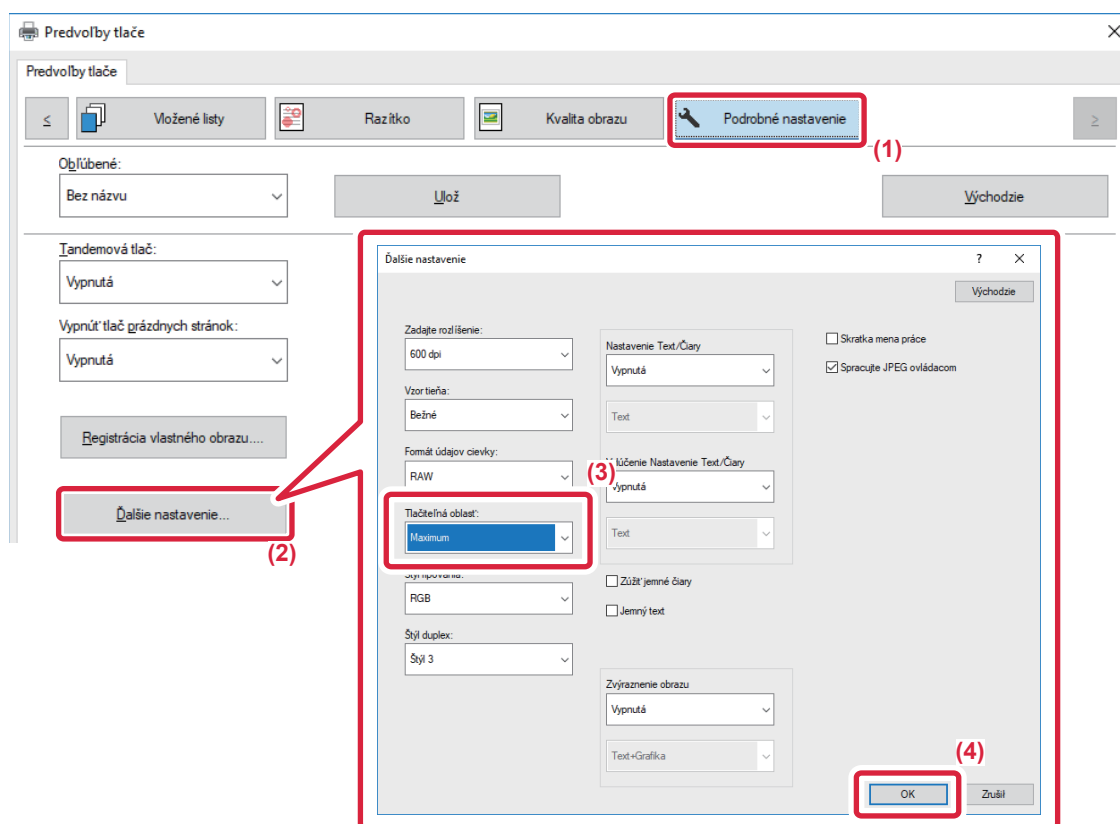 Predvoľby tlače
Predvoľby tlače
<
Vložené listy
Razítko
Kvalita obrazu
Podrobné nastavenie
>
(1)
Obľúbené:
Bez názvu
Ulož
Východzie
Tandemová tlač:
Vypnutá
Vypnúť tlač prázdnych stránok:
Vypnutá
Registrácia vlastného obrazu....
Ďalšie nastavenie...
(2)
Ďalšie nastavenie
?
Východzie
Zadajte rozlíšenie:
600 dpi
Vzor tieňa:
Bežné
Formát údajov cievky:
RAW
(3)
Tlačiteľná oblasť:
Maximum
RGB
Štýl duplex:
Štýl 3
Nastavenie Text/Čiary
Vypnutá
Text
Nastavenie Text/Čiary
Vypnutá
Text
Zúžiť jemné čiary
Jemný text
Zvýraznenie obrazu
Vypnutá
Text+Grafika
Skratka mena práce
Spracujte JPEG ovládacom
(4)
OK
Zrušiť